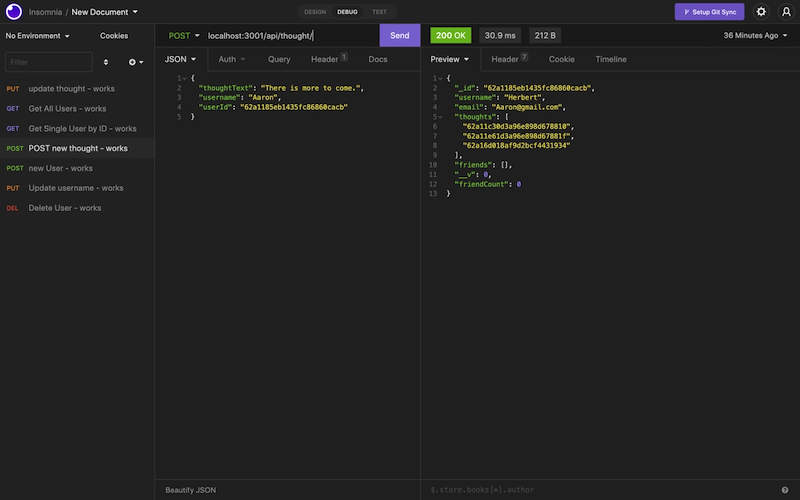 Insomnia / New Document
DESIGN DEBUG TEST
Setup Git Sync
No Environment Cookies
Filter
PUT update thought - works
GET Get All Users - works
GET Get Single User by ID - works
POST POST new thought - works
POST new User - works
PUT Update username - works
DEL Delete User - works
POST localhost:3001/api/thought/ Send
JSON Auth Query Header 1 Docs
1 {
2 "thoughtText": "There is more to come.",
3 "username": "Aaron",
4 "userId": "62a1185eb1435fc86860cacb"
5 }
Beautify JSON
200 OK 30.9 ms 212 B 36 Minutes Ago
Preview Header 7 Cookie Timeline
1 {
2 "_id": "62a1185eb1435fc86860cacb",
3 "username": "Herbert",
4 "email": "Aaron@gmail.com",
5 "thoughts": [
6 "62a11c30d3a96e898d678810",
7 "62a11e61d3a96e898d67881f",
8 "62a16d018af9d2bcf4431934"
9 ],
10 "friends": [],
11 "__v": 0,
12 "friendCount": 0
13 }
$.store.books[*].author